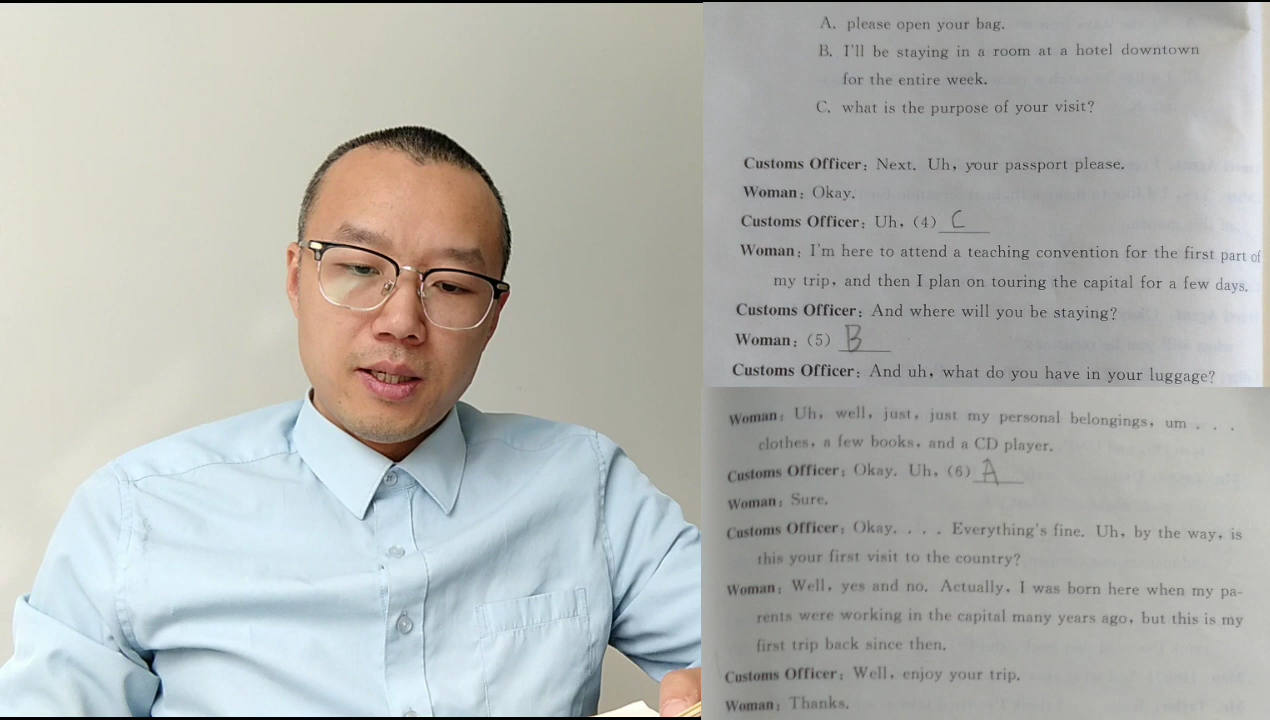 A. please open your bag.
B. I'll be staying in a room at a hotel downtown
for the entire week.
C. what is the purpose of your visit?
Customs Officer: Next. Uh, your passport please.
Woman: Okay.
Customs Officer: Uh, (4) C
Woman: I'm here to attend a teaching convention for the first part of
my trip, and then I plan on touring the capital for a few days.
Customs Officer: And where will you be staying?
Woman: (5) B
Customs Officer: And uh, what do you have in your luggage?
Woman: Uh, well, just, just my personal belongings, um . . .
clothes, a few books, and a CD player.
Customs Officer: Okay. Uh, (6) A
Woman: Sure.
Customs Officer: Okay. . . . Everything's fine. Uh, by the way, is
this your first visit to the country?
Woman: Well, yes and no. Actually, I was born here when my pa-
rents were working in the capital many years ago, but this is my
first trip back since then.
Customs Officer: Well, enjoy your trip.
Woman: Thanks.